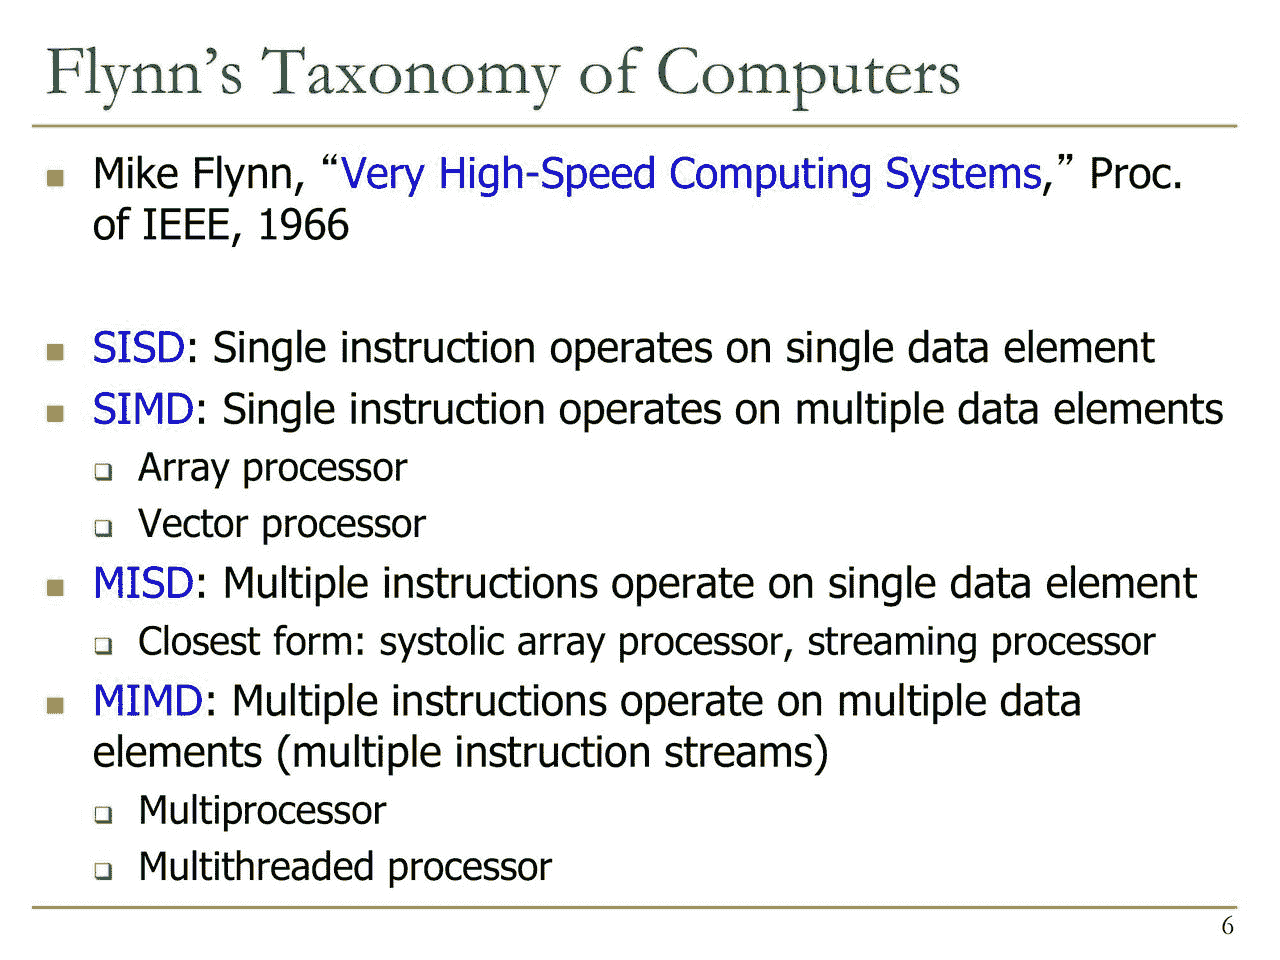 Flynn’s Taxonomy of Computers
Mike Flynn, “Very High-Speed Computing Systems,” Proc.
of IEEE, 1966
SISD: Single instruction operates on single data element
SIMD: Single instruction operates on multiple data elements
Array processor
Vector processor
MISD: Multiple instructions operate on single data element
Closest form: systolic array processor, streaming processor
MIMD: Multiple instructions operate on multiple data
elements (multiple instruction streams)
Multiprocessor
Multithreaded processor
6